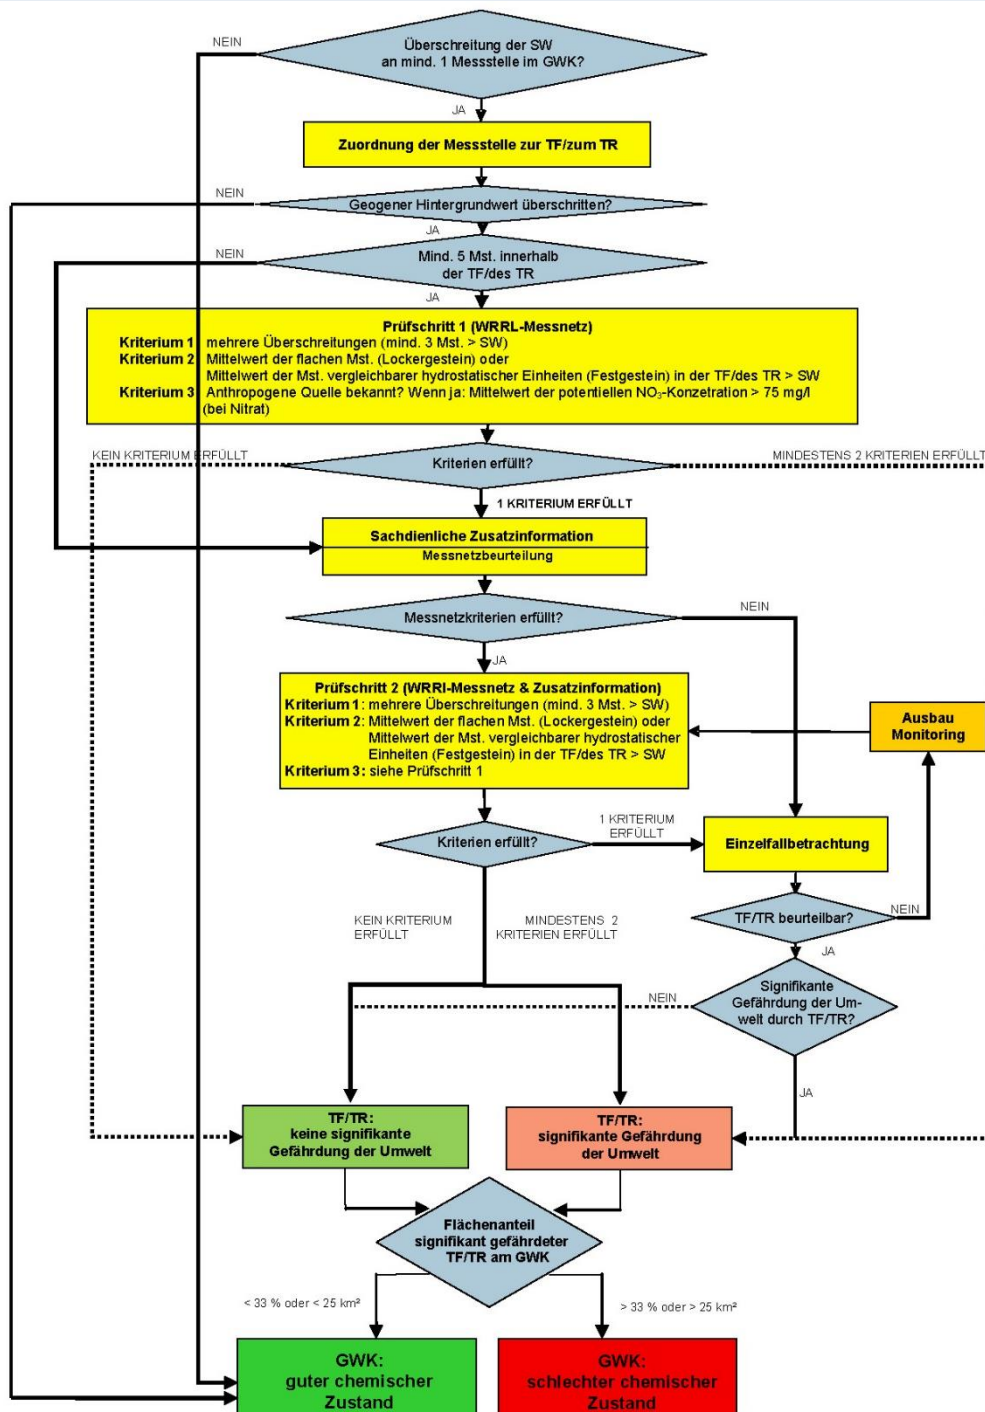 NEIN
Überschreitung der SW
an mind. 1 Messstelle im GWK?
JA
Zuordnung der Messstelle zur TF/zum TR
NEIN
Geogener Hintergrundwert überschritten?
JA
NEIN
Mind. 5 Mst. innerhalb
der TF/des TR
JA
Prüfschritt 1 (WRRL-Messnetz)
Kriterium 1 mehrere Überschreitungen (mind. 3 Mst. > SW)
Kriterium 2 Mittelwert der flachen Mst. (Lockergestein) oder
Mittelwert der Mst. vergleichbarer hydrostatischer Einheiten (Festgestein) in der TF/des TR > SW
Kriterium 3 Anthropogene Quelle bekannt? Wenn ja: Mittelwert der potentiellen NO₃-Konzetration > 75 mg/l
(bei Nitrat)
KEIN KRITERIUM ERFÜLLT
Kriterien erfüllt?
MINDESTENS 2 KRITERIEN ERFÜLLT
1 KRITERIUM ERFÜLLT
Sachdienliche Zusatzinformation
Messnetzbeurteilung
Messnetzkriterien erfüllt?
NEIN
JA
Prüfschritt 2 (WRRl-Messnetz & Zusatzinformation)
Kriterium 1: mehrere Überschreitungen (mind. 3 Mst. > SW)
Kriterium 2: Mittelwert der flachen Mst. (Lockergestein) oder
Mittelwert der Mst. vergleichbarer hydrostatischer
Einheiten (Festgestein) in der TF/des TR > SW
Kriterium 3: siehe Prüfschritt 1
Ausbau
Monitoring
Kriterien erfüllt?
1 KRITERIUM
ERFÜLLT
Einzelfallbetrachtung
KEIN KRITERIUM
ERFÜLLT
MINDESTENS 2
KRITERIEN ERFÜLLT
TF/TR beurteilbar?
NEIN
JA
NEIN
Signifikante
Gefährdung der Um-
welt durch TF/TR?
JA
TF/TR:
keine signifikante
Gefährdung der Umwelt
TF/TR:
signifikante Gefährdung
der Umwelt
Flächenanteil
signifikant gefährdeter
TF/TR am GWK
< 33 % oder < 25 km²
> 33 % oder > 25 km²
GWK:
guter chemischer
Zustand
GWK:
schlechter chemischer
Zustand